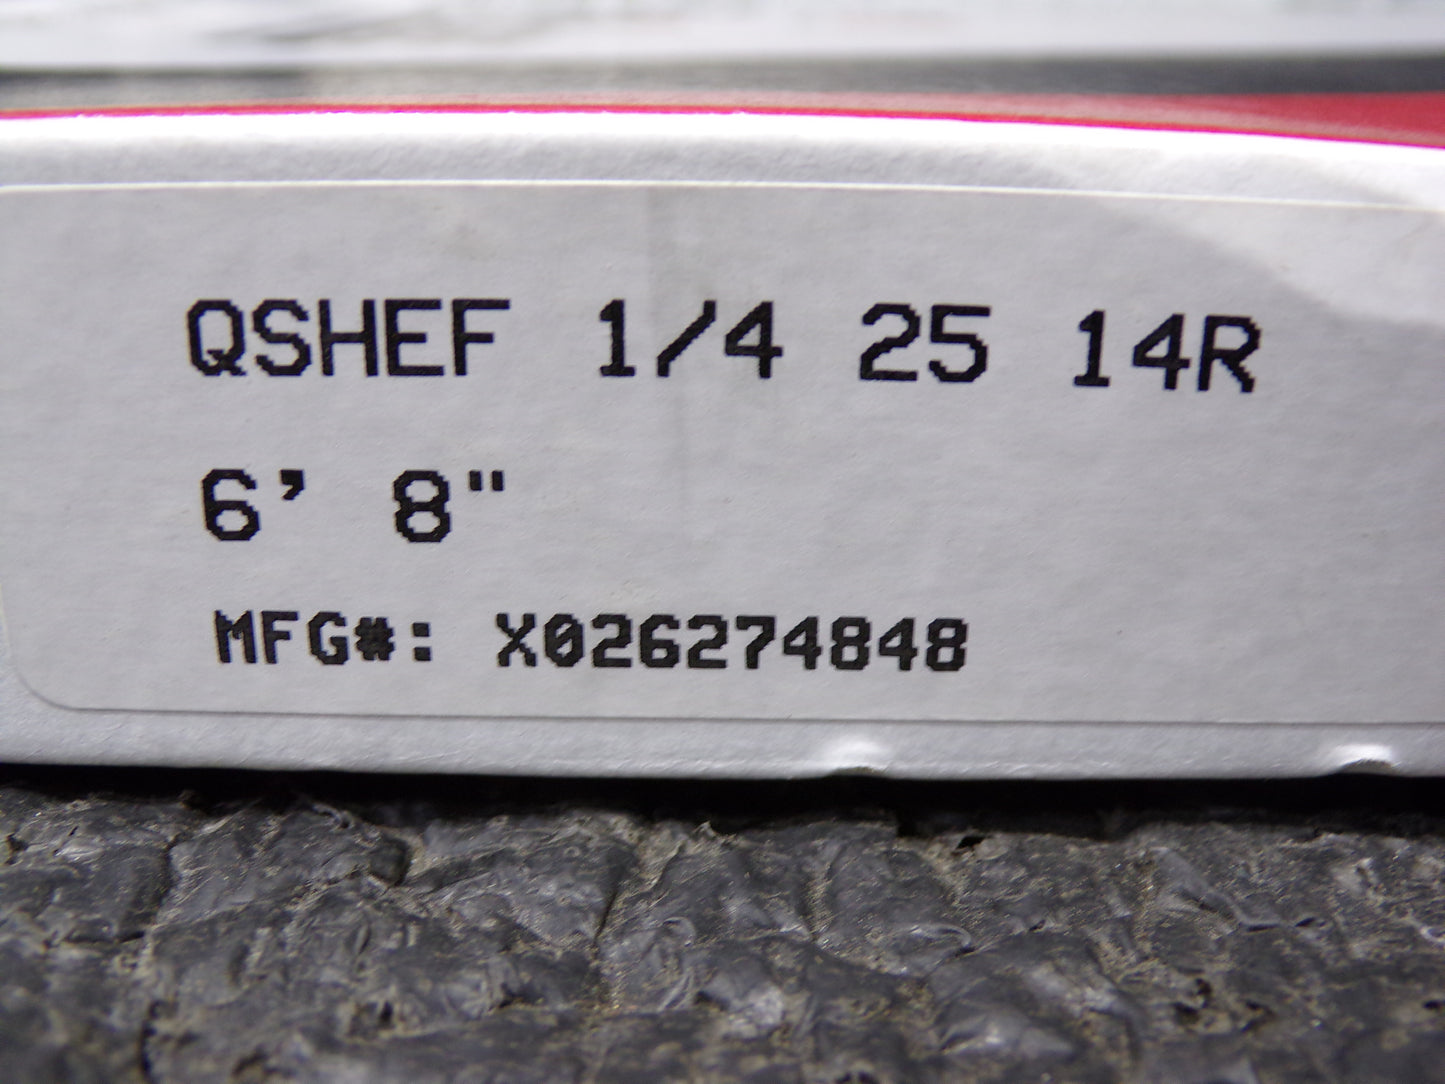 QSHEF 1/4 25 14R
6' 8"
MFG#: X026274848